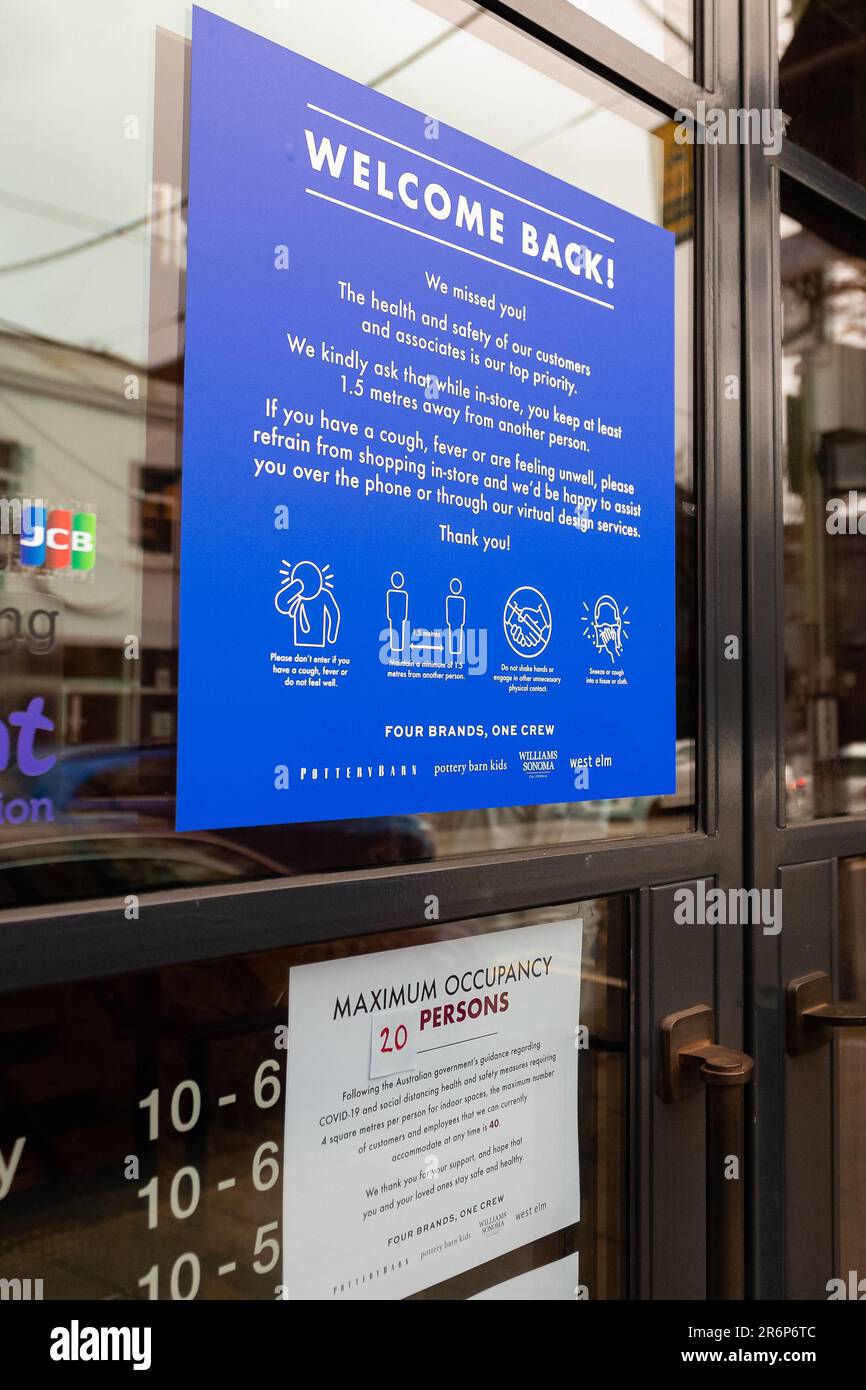 WELCOME BACK!
We missed you!
The health and safety of our customers
and associates is our top priority.
We kindly ask that while in-store, you keep at least
1.5 metres away from another person.
If you have a cough, fever or are feeling unwell, please
refrain from shopping in-store and we'd be happy to assist
you over the phone or through our virtual design services.
Thank you!
1.5 metres
Please don't enter if you
have a cough, fever or
do not feel well.
Maintain a minimum of 1.5
metres from another person.
Do not shake hands or
engage in other unnecessary
physical contact.
Sneeze or cough
into a tissue or cloth.
FOUR BRANDS, ONE CREW
POTTERY BARN
pottery barn kids
WILLIAMS
SONOMA
CALIFORNIA
west elm
JCB
MAXIMUM OCCUPANCY
20 PERSONS
Following the Australian government's guidance regarding
COVID-19 and social distancing health and safety measures requiring
4 square metres per person for indoor spaces, the maximum number
of customers and employees that we can currently
accommodate at any time is 40.
We thank you for your support, and hope that
you and your loved ones stay safe and healthy.
FOUR BRANDS, ONE CREW
POTTERY BARN
pottery barn kids
WILLIAMS
SONOMA
west elm
10 - 6
10 - 6
10 - 5
alamy
Image ID: 2R6P6TC
www.alamy.com